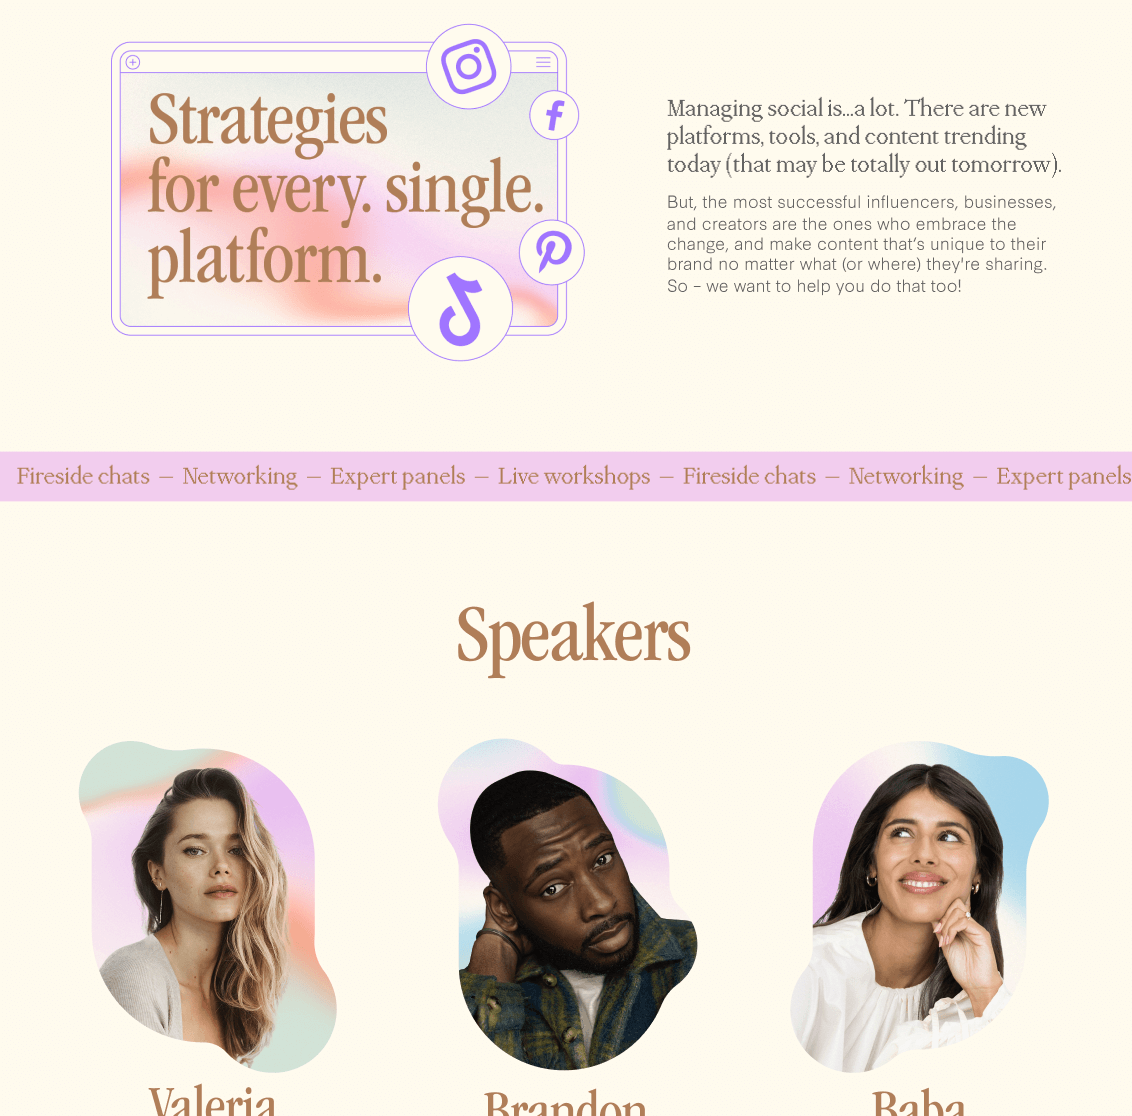 Strategies
for every. single.
platform.
Managing social is...a lot. There are new
platforms, tools, and content trending
today (that may be totally out tomorrow).
But, the most successful influencers, businesses,
and creators are the ones who embrace the
change, and make content that's unique to their
brand no matter what (or where) they're sharing.
So – we want to help you do that too!
Fireside chats — Networking — Expert panels — Live workshops — Fireside chats — Networking — Expert panels
Speakers
Valeria
Brandon
Baba